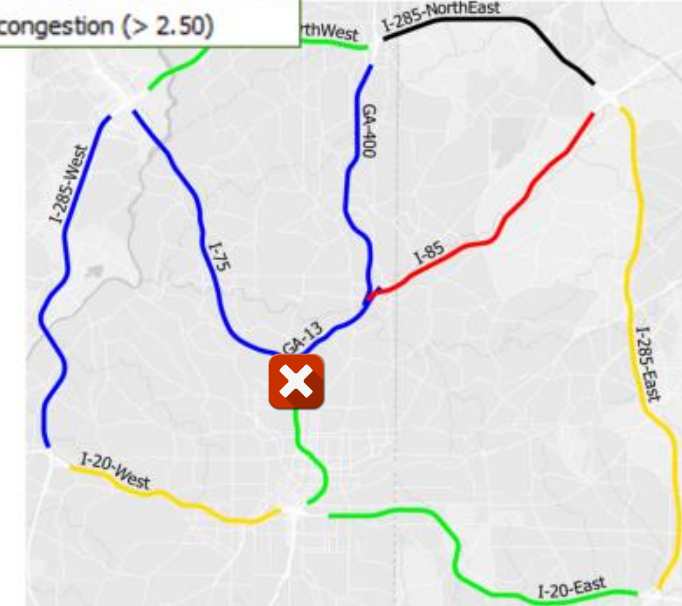 congestion (> 2.50)
I-285-NorthEast
GA-400
I-285-West
I-75
I-85
GA-13
I-285-East
I-20-West
I-20-East